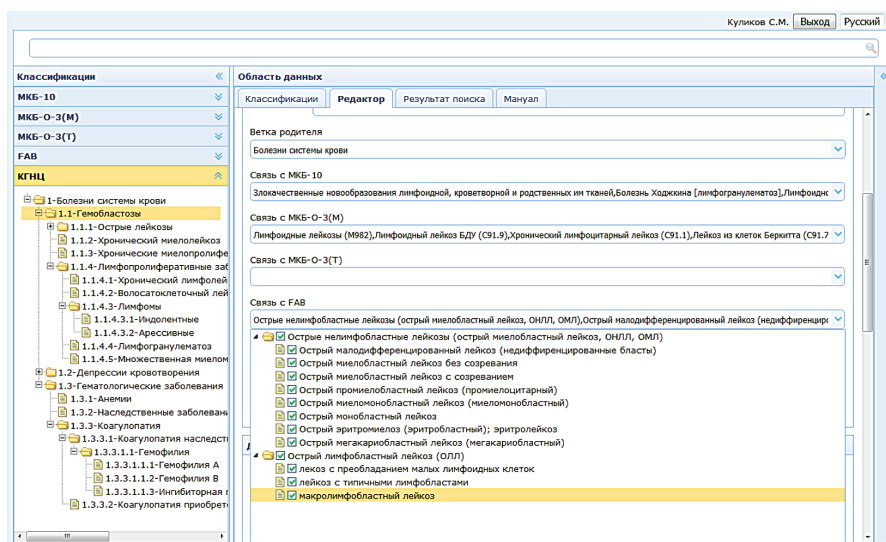 Куликов С.М. Выход Русский
Классификации
МКБ-10
МКБ-О-3(М)
МКБ-О-3(Т)
FAB
КГНЦ
1-Болезни системы крови
1.1-Гемобластозы
1.1.1-Острые лейкозы
1.1.2-Хронический миелолейкоз
1.1.3-Хронические миелопролифе
1.1.4-Лимфопролиферативные заб
1.1.4.1-Хронический лимфолей
1.1.4.2-Волосатоклеточный лей
1.1.4.3-Лимфомы
1.1.4.3.1-Индолентные
1.1.4.3.2-Арессивные
1.1.4.4-Лимфогранулематоз
1.1.4.5-Множественная миелом
1.2-Депрессии кроветворения
1.3-Гематологические заболевания
1.3.1-Анемии
1.3.2-Наследственные заболевани
1.3.3-Коагулопатия
1.3.3.1-Коагулопатия наследст
1.3.3.1.1-Гемофилия
1.3.3.1.1.1-Гемофилия А
1.3.3.1.1.2-Гемофилия В
1.3.3.1.1.3-Ингибиторная г
1.3.3.2-Коагулопатия приобрет
Область данных
Классификации Редактор Результат поиска Мануал
Ветка родителя
Болезни системы крови
Связь с МКБ-10
Злокачественные новообразования лимфоидной, кроветворной и родственных им тканей,Болезнь Ходжкина [лимфогранулематоз],Лимфоидно
Связь с МКБ-О-3(М)
Лимфоидные лейкозы (M982),Лимфоидный лейкоз БДУ (C91.9),Хронический лимфоцитарный лейкоз (C91.1),Лейкоз из клеток Беркитта (C91.7
Связь с МКБ-О-3(Т)
Связь с FAB
Острые нелимфобластные лейкозы (острый миелобластный лейкоз, ОНЛЛ, ОМЛ),Острый малодифференцированный лейкоз (недиффиренцирс
Острые нелимфобластные лейкозы (острый миелобластный лейкоз, ОНЛЛ, ОМЛ)
Острый малодифференцированный лейкоз (недиффиренцированные бласты)
Острый миелобластный лейкоз без созревания
Острый миелобластный лейкоз с созреванием
Острый промиелобластный лейкоз (промиелоцитарный)
Острый миеломонобластный лейкоз (миеломонобластный)
Острый монобластный лейкоз
Острый эритромиелоз (эритробластный); эритролейкоз
Острый мегакариобластный лейкоз (мегакариобластный)
Острый лимфобластный лейкоз (ОЛЛ)
лекоз с преобладанием малых лимфоидных клеток
лейкоз с типичными лимфобластами
макролимфобластный лейкоз